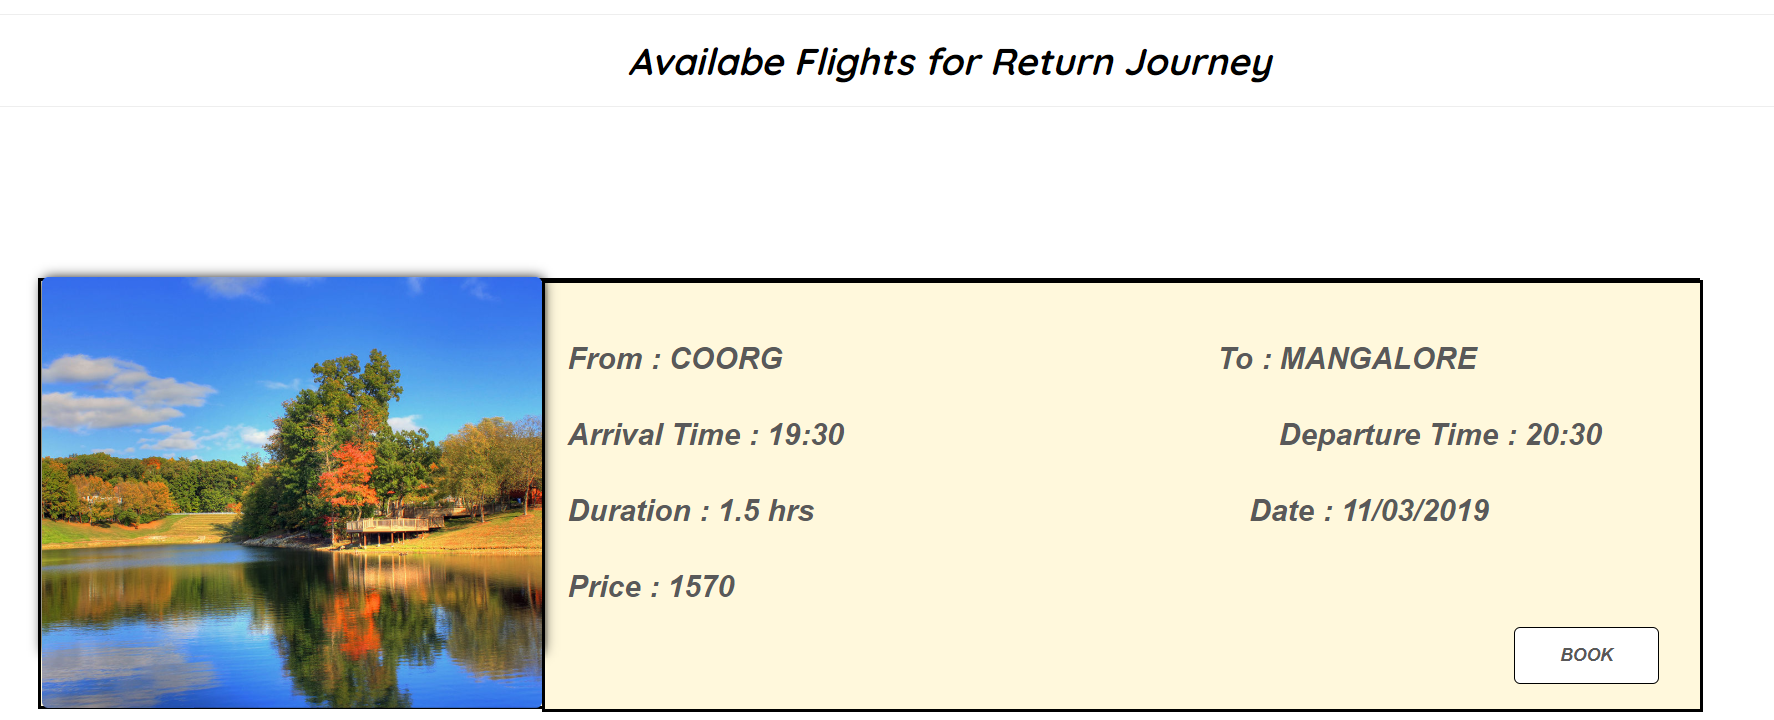 Availabe Flights for Return Journey
From : COORG To : MANGALORE
Arrival Time : 19:30 Departure Time : 20:30
Duration : 1.5 hrs Date : 11/03/2019
Price : 1570
BOOK